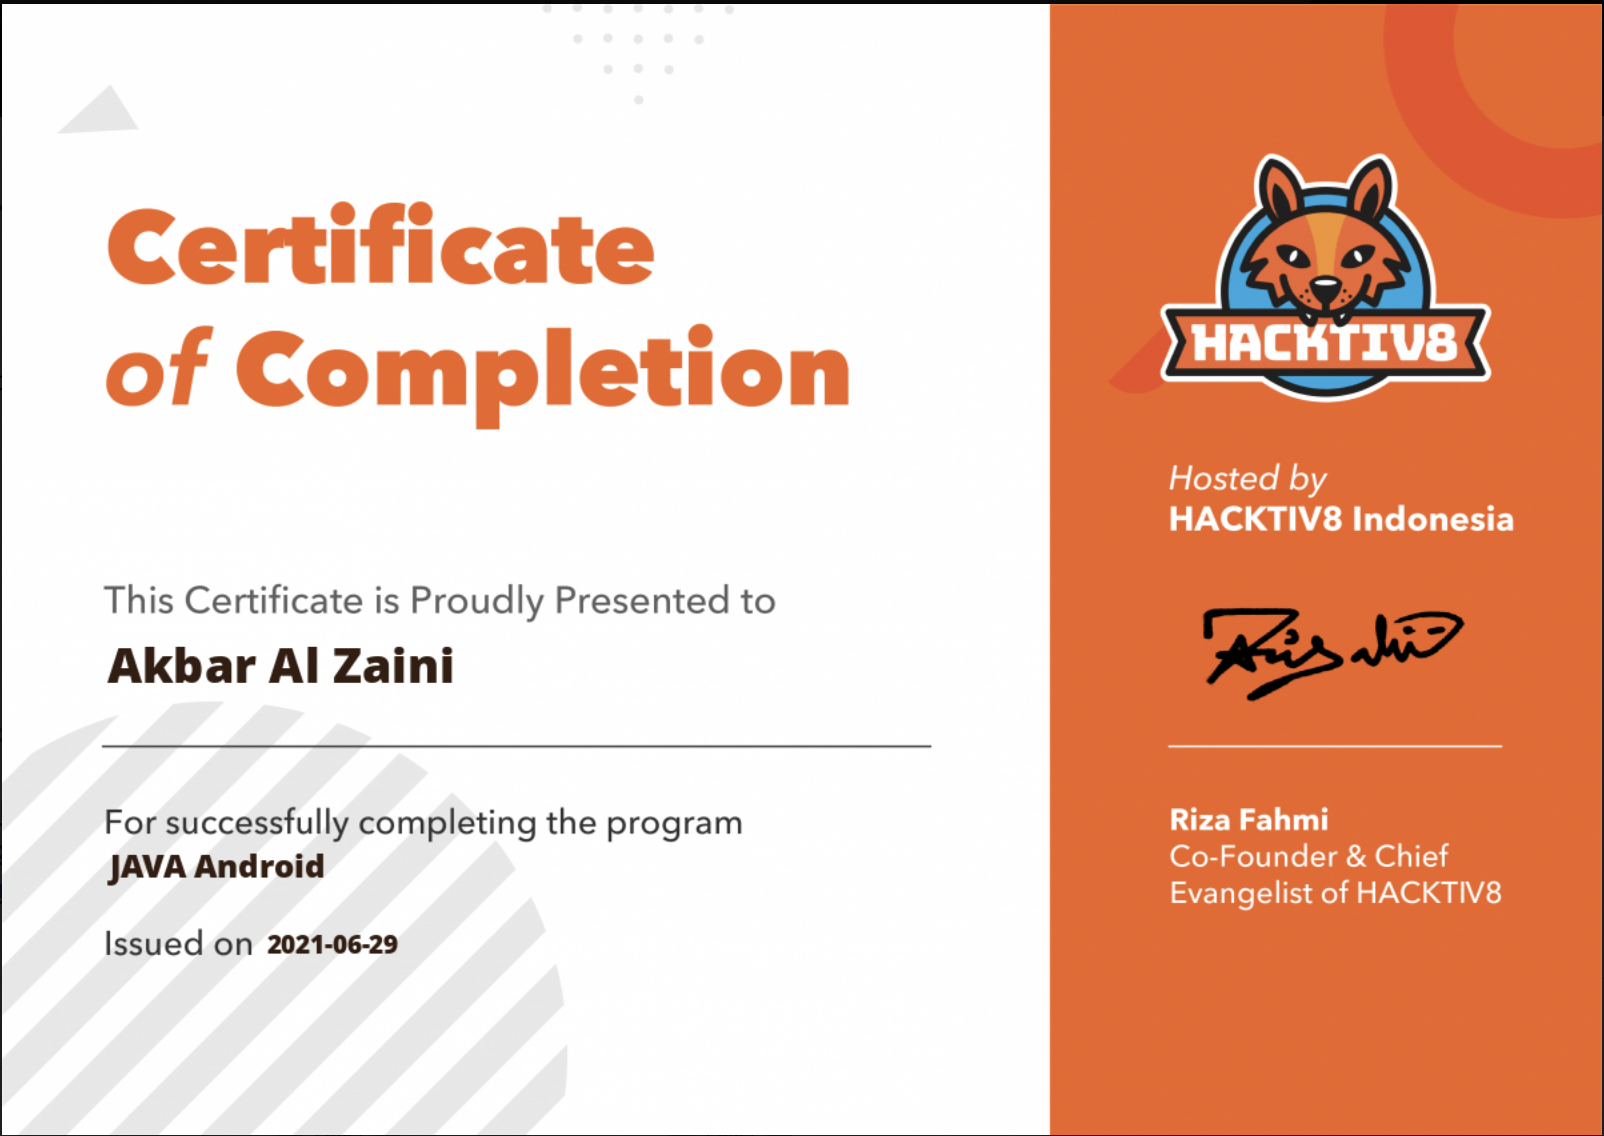 Certificate
of Completion
This Certificate is Proudly Presented to
Akbar Al Zaini
For successfully completing the program
JAVA Android
Issued on 2021-06-29
HACKTIV8
Hosted by
HACKTIV8 Indonesia
Riza Fahmi
Co-Founder & Chief
Evangelist of HACKTIV8